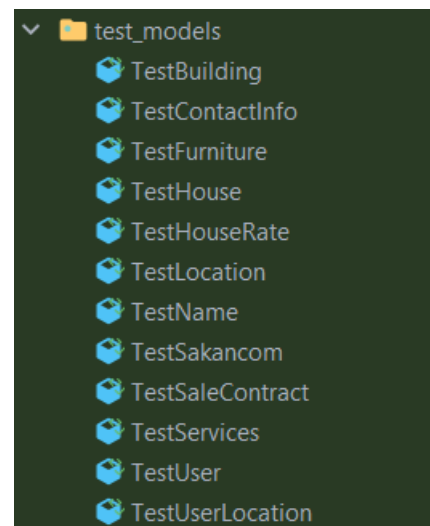 test_models
TestBuilding
TestContactInfo
TestFurniture
TestHouse
TestHouseRate
TestLocation
TestName
TestSakancom
TestSaleContract
TestServices
TestUser
TestUserLocation